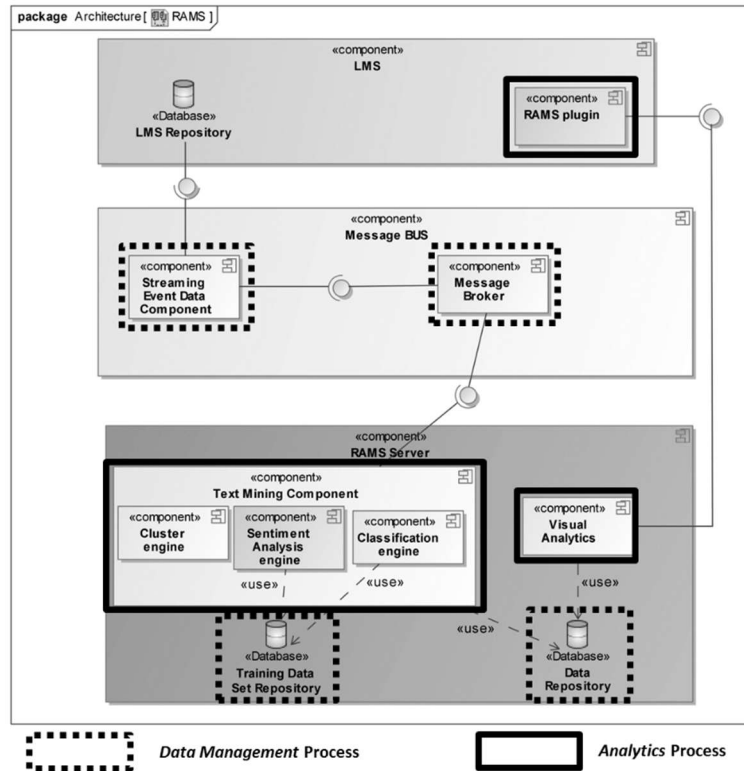 package Architecture [ RAMS ]
«component»
LMS
«Database»
LMS Repository
«component»
RAMS plugin
«component»
Message BUS
«component»
Streaming
Event Data
Component
«component»
Message
Broker
«component»
RAMS Server
«component»
Text Mining Component
«component»
Cluster
engine
«component»
Sentiment
Analysis
engine
«component»
Classification
engine
«component»
Visual
Analytics
«use»
«use»
«use»
«use»
«Database»
Training Data
Set Repository
«Database»
Data
Repository
Data Management Process
Analytics Process